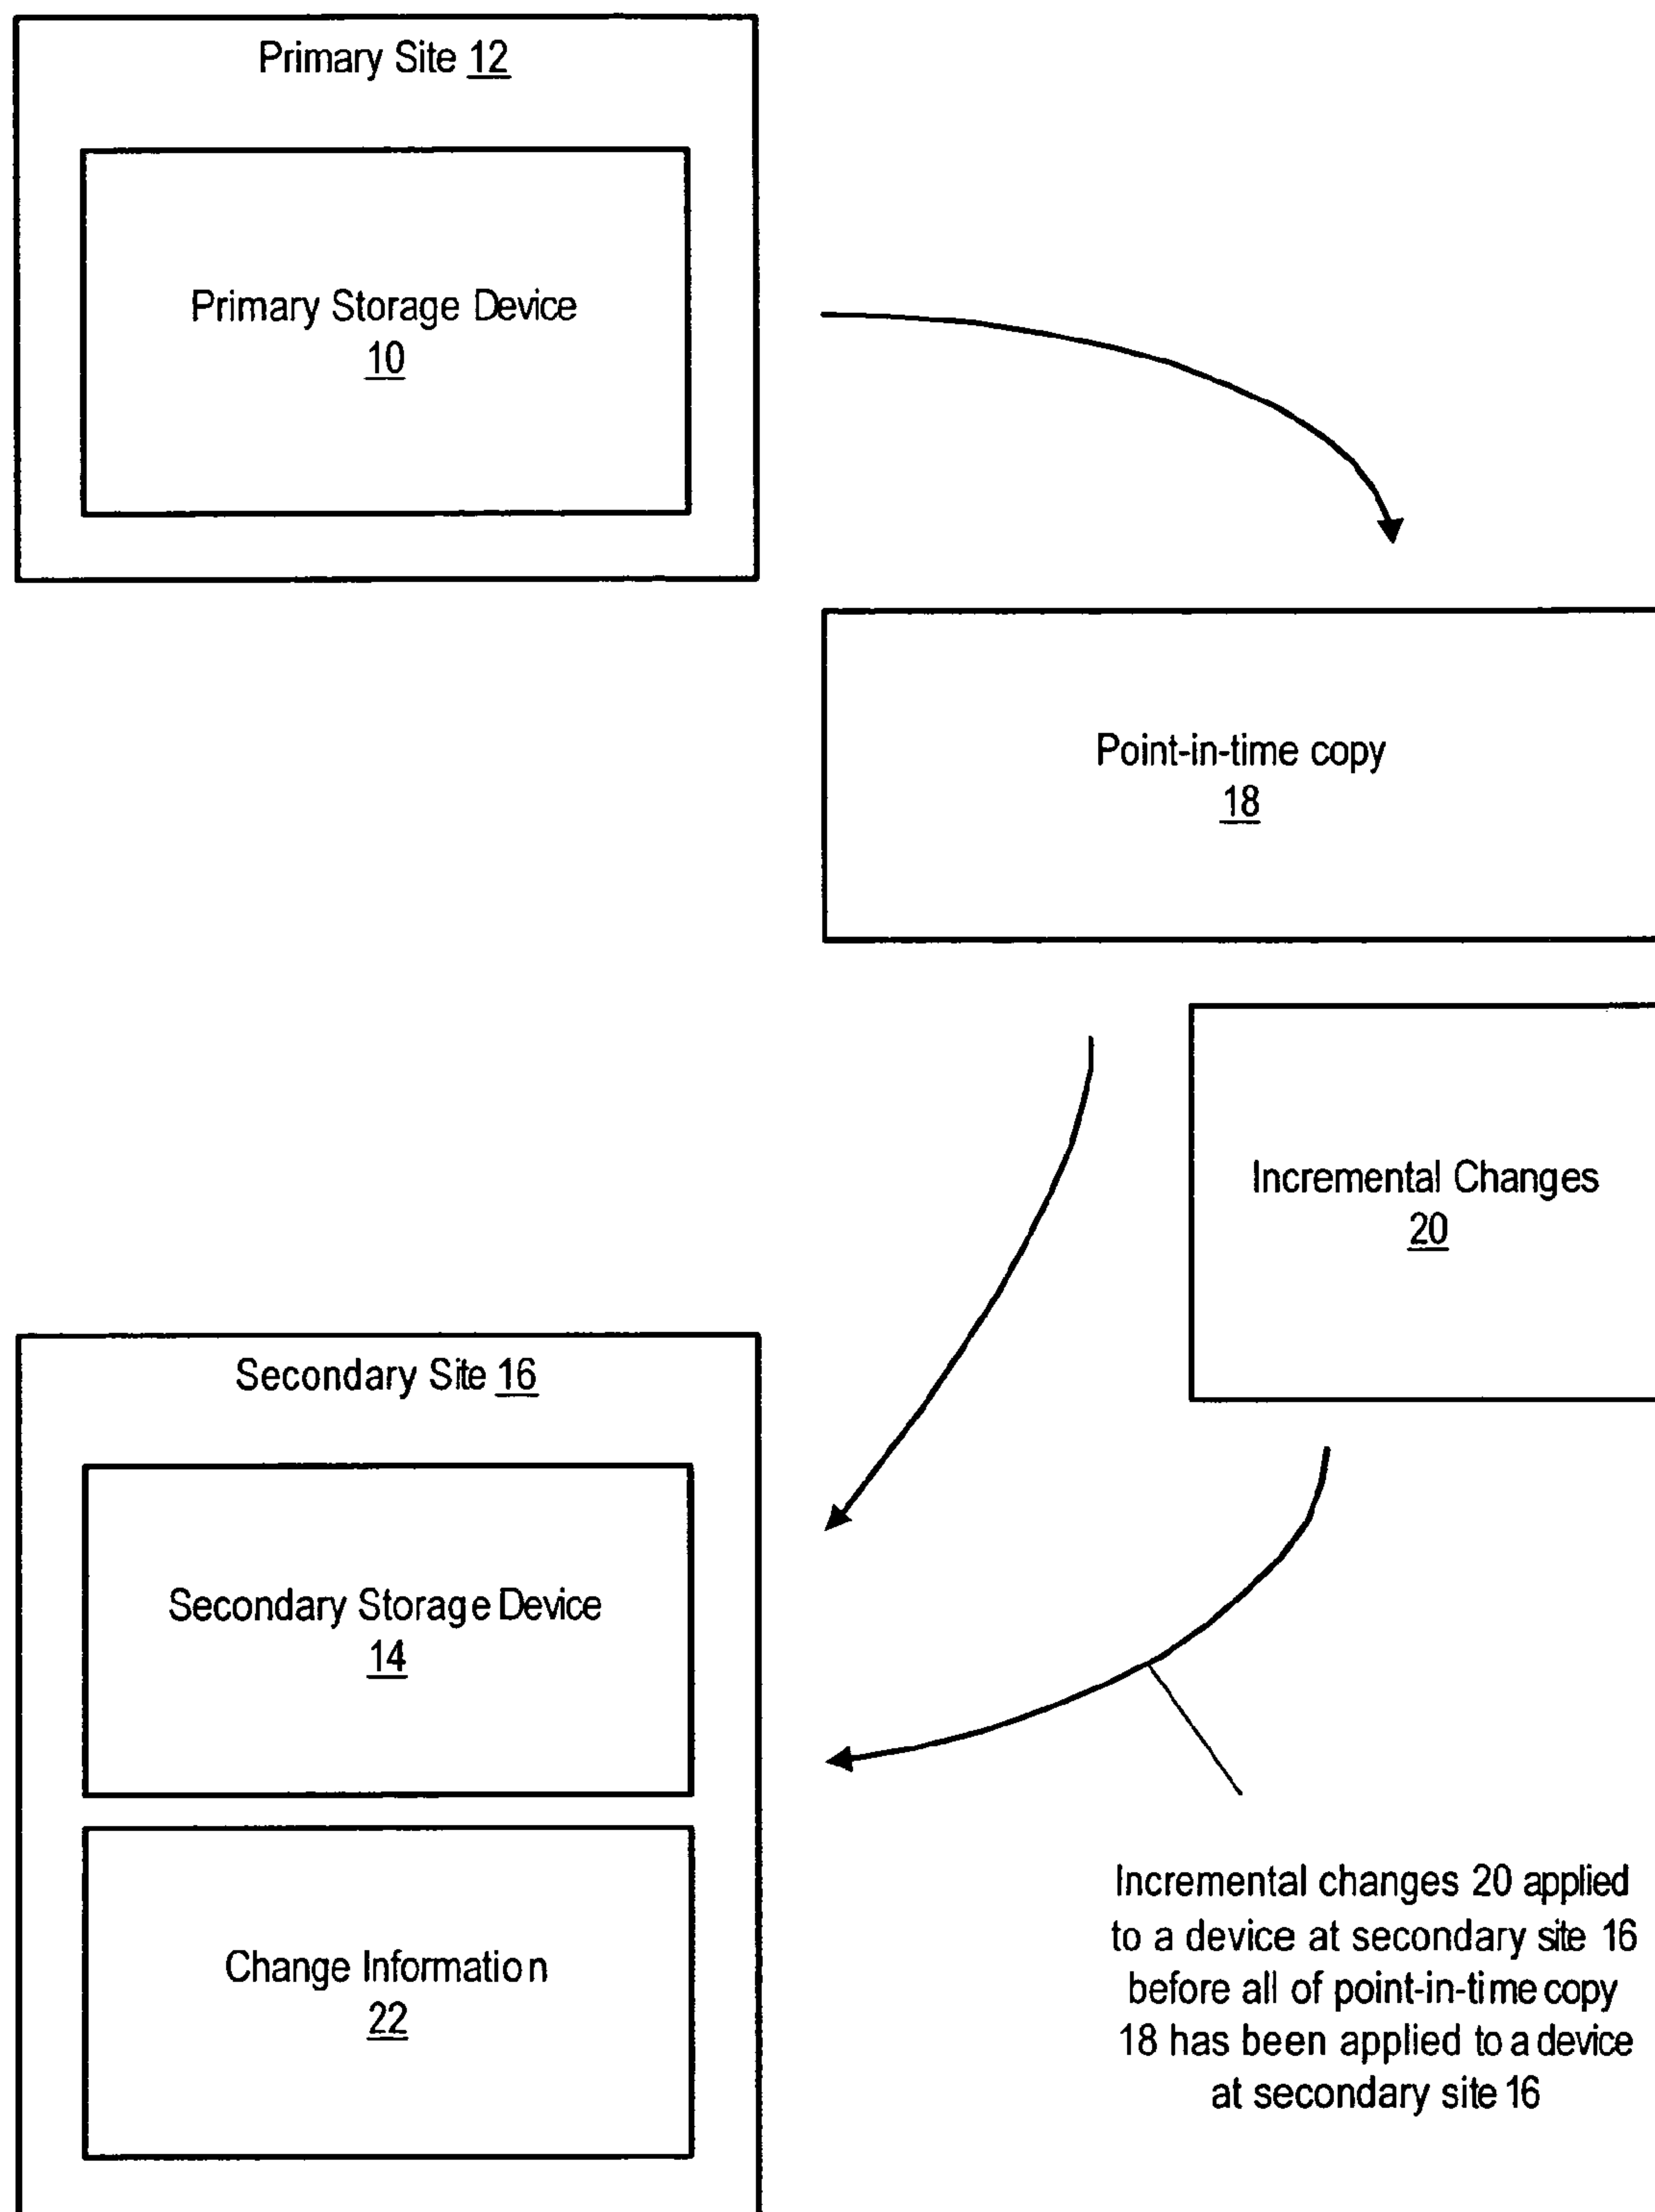 Primary Site 12
Primary Storage Device
10
Point-in-time copy
18
Incremental Changes
20
Secondary Site 16
Secondary Storage Device
14
Change Information
22
Incremental changes 20 applied
to a device at secondary site 16
before all of point-in-time copy
18 has been applied to a device
at secondary site 16